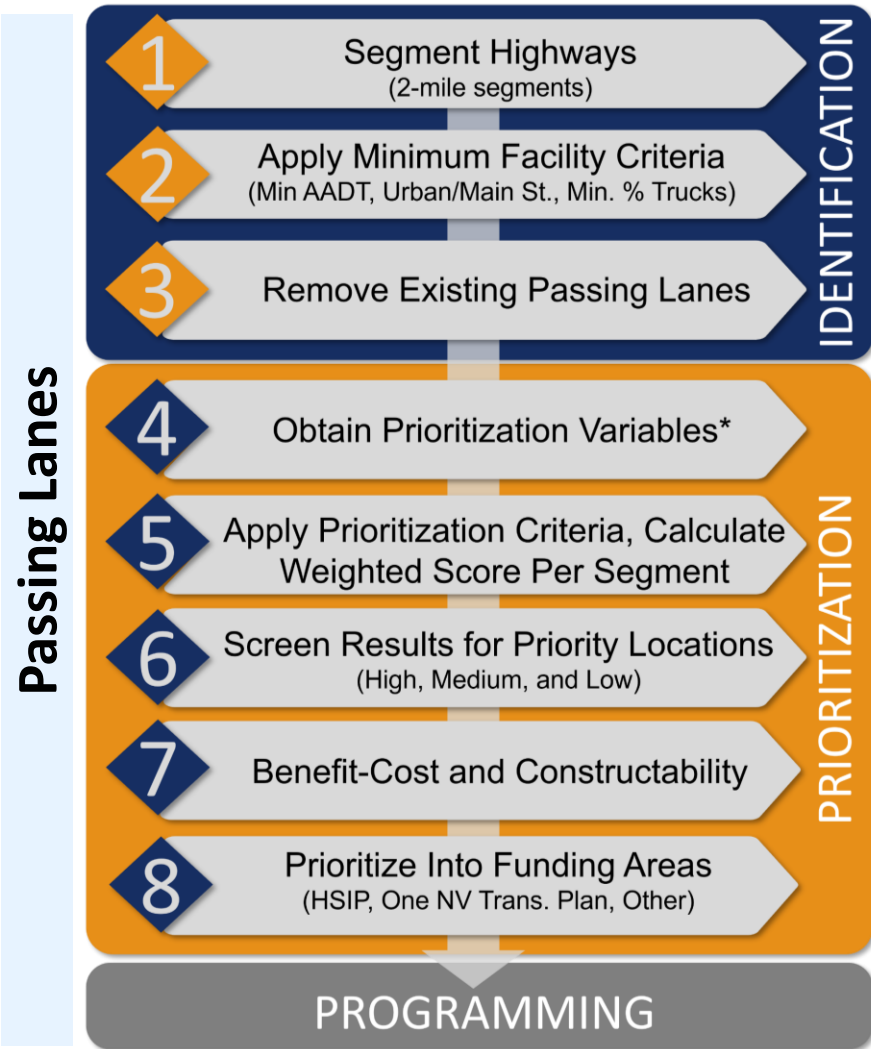 Passing Lanes
IDENTIFICATION
1
Segment Highways
(2-mile segments)
2
Apply Minimum Facility Criteria
(Min AADT, Urban/Main St., Min. % Trucks)
3
Remove Existing Passing Lanes
PRIORITIZATION
4
Obtain Prioritization Variables*
5
Apply Prioritization Criteria, Calculate
Weighted Score Per Segment
6
Screen Results for Priority Locations
(High, Medium, and Low)
7
Benefit-Cost and Constructability
8
Prioritize Into Funding Areas
(HSIP, One NV Trans. Plan, Other)
PROGRAMMING